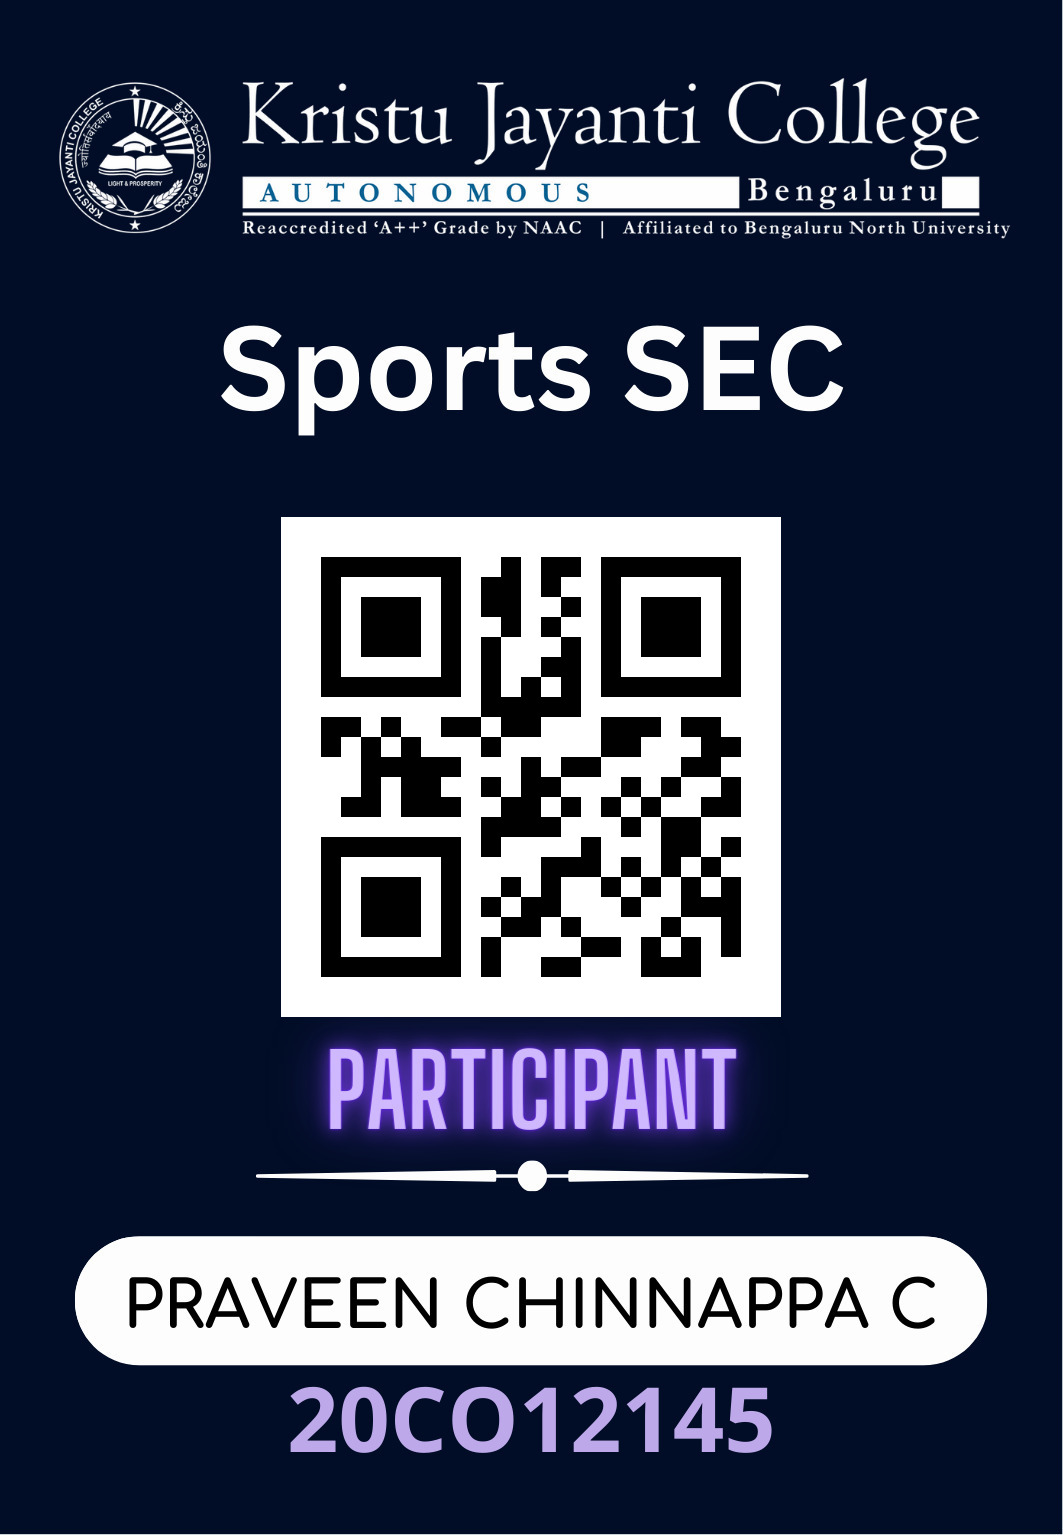 KRISTU JAYANTI COLLEGE
LIGHT & PROSPERITY
Kristu Jayanti College
AUTONOMOUS Bengaluru
Reaccredited ‘A++’ Grade by NAAC | Affiliated to Bengaluru North University
Sports SEC
PARTICIPANT
PRAVEEN CHINNAPPA C
20CO12145